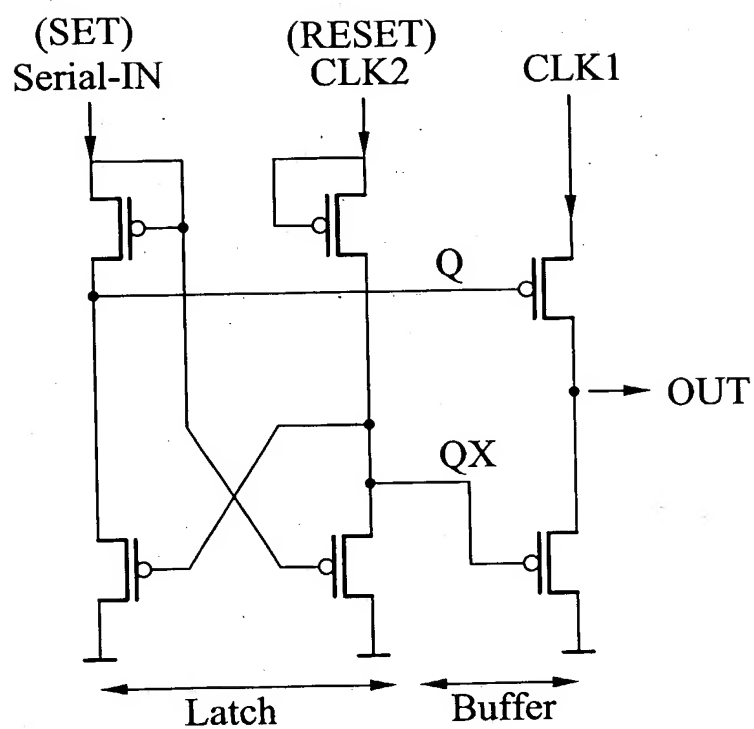 (SET)
Serial-IN
(RESET)
CLK2
CLK1
Q
OUT
QX
Latch
Buffer